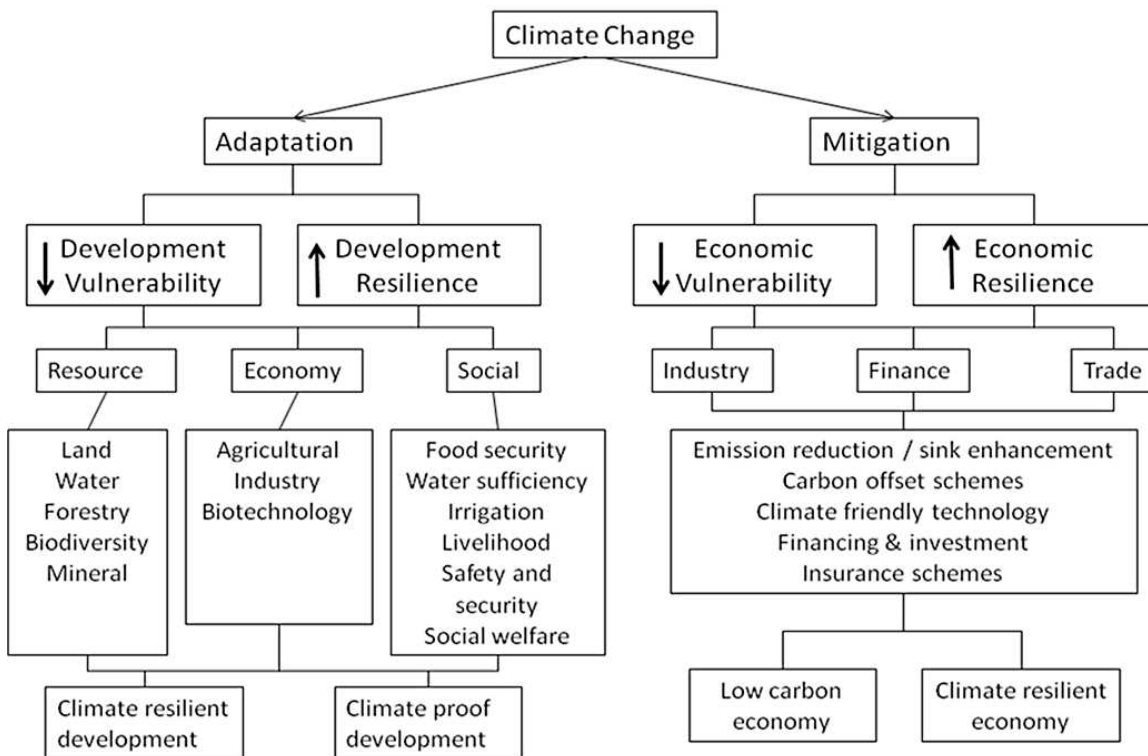 Climate Change
Adaptation
Mitigation
Development
Vulnerability
Development
Resilience
Economic
Vulnerability
Economic
Resilience
Resource
Economy
Social
Industry
Finance
Trade
Land
Water
Forestry
Biodiversity
Mineral
Agricultural
Industry
Biotechnology
Food security
Water sufficiency
Irrigation
Livelihood
Safety and
security
Social welfare
Emission reduction / sink enhancement
Carbon offset schemes
Climate friendly technology
Financing & investment
Insurance schemes
Climate resilient
development
Climate proof
development
Low carbon
economy
Climate resilient
economy